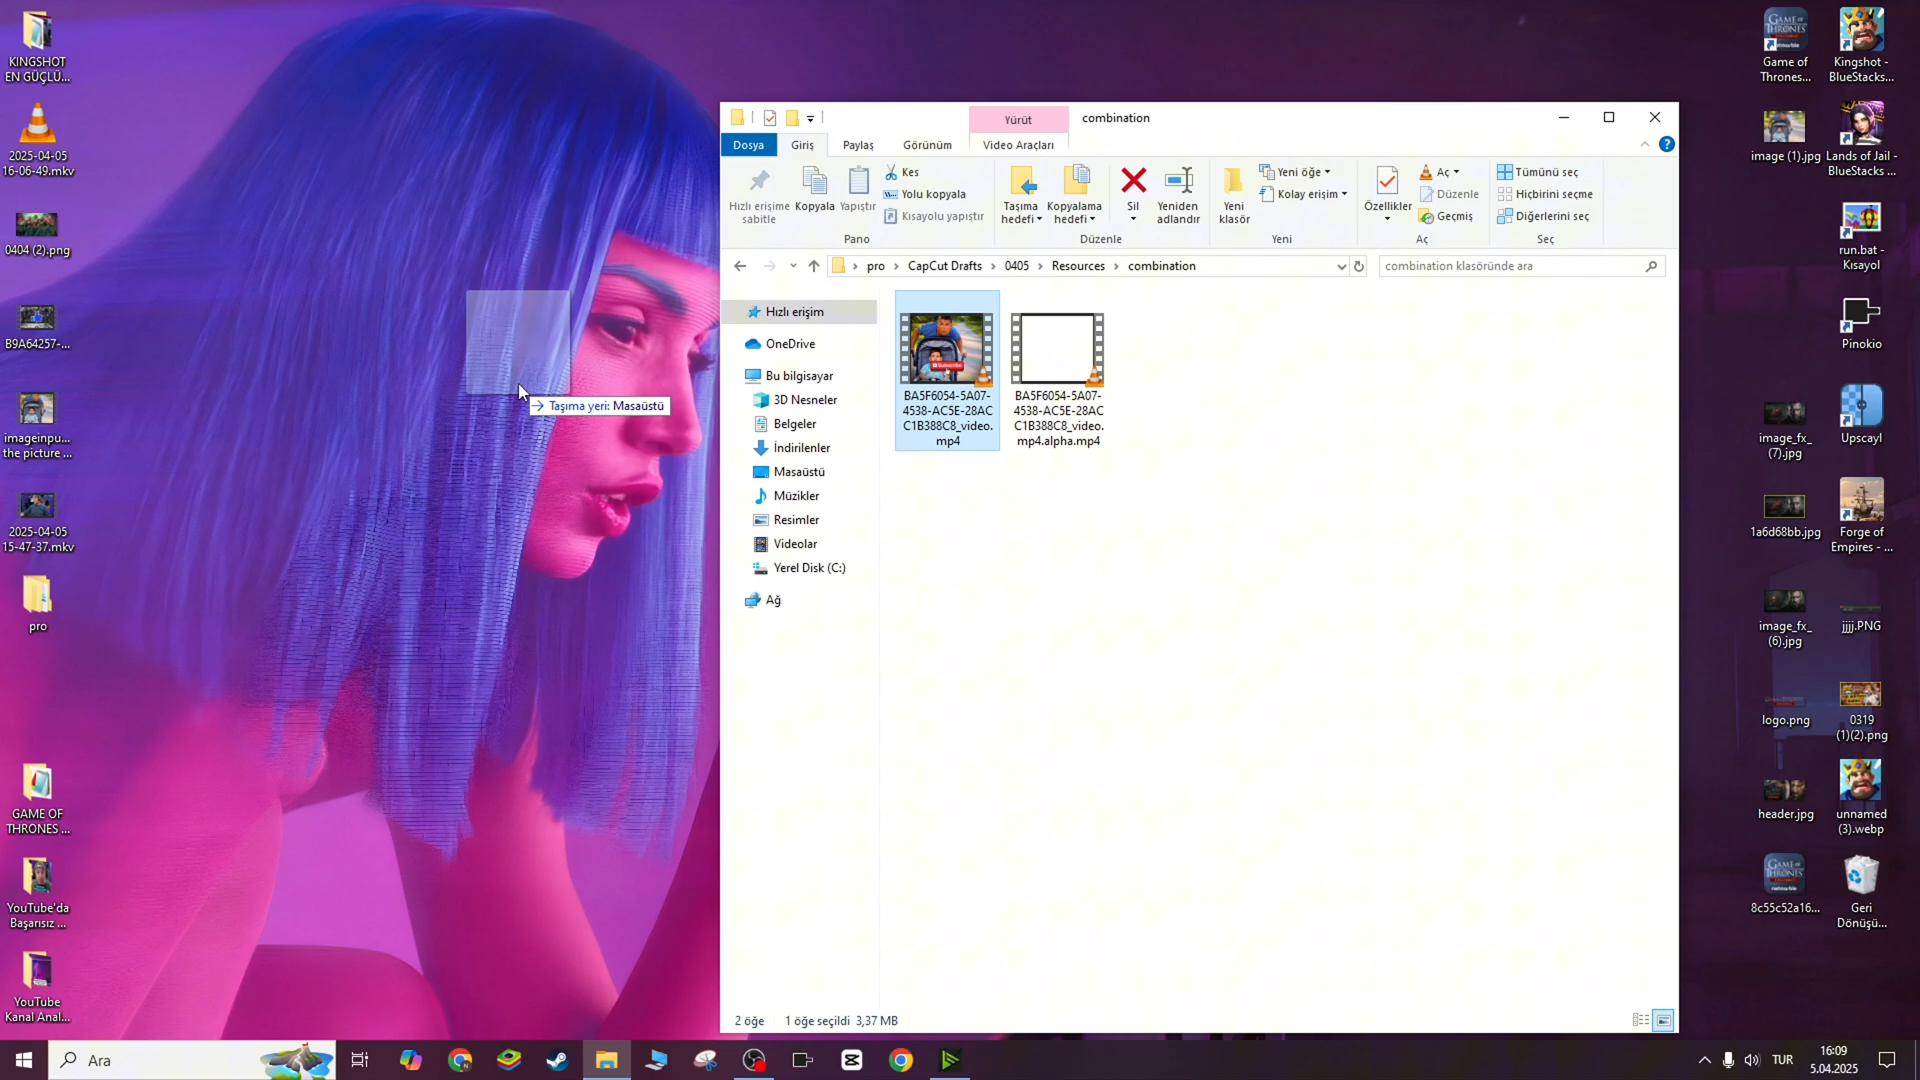 KINGSHOT
EN GÜÇLÜ...
2025-04-05
16-06-49.mkv
0404 (2).png
B9A64257-...
imageinpu...
the picture ...
2025-04-05
15-47-37.mkv
pro
GAME OF
THRONES ...
YouTube'da
Başarısız ...
YouTube
Kanal Anal...
Taşıma yeri: Masaüstü
Yürüt
combination
Dosya
Giriş
Paylaş
Görünüm
Video Araçları
Hızlı erişime
sabitle
Kopyala
Yapıştır
Kes
Yolu kopyala
Kısayolu yapıştır
Pano
Taşıma
hedefi
Kopyalama
hedefi
Sil
Yeniden
adlandır
Düzenle
Yeni
klasör
Yeni öğe
Kolay erişim
Yeni
Özellikler
Aç
Düzenle
Geçmiş
Aç
Tümünü seç
Hiçbirini seçme
Diğerlerini seç
Seç
pro > CapCut Drafts > 0405 > Resources > combination
combination klasöründe ara
Hızlı erişim
OneDrive
Bu bilgisayar
3D Nesneler
Belgeler
İndirilenler
Masaüstü
Müzikler
Resimler
Videolar
Yerel Disk (C:)
Ağ
Subscribe
BA5F6054-5A07-
4538-AC5E-28AC
C1B388C8_video.
mp4
BA5F6054-5A07-
4538-AC5E-28AC
C1B388C8_video.
mp4.alpha.mp4
2 öğe
1 öğe seçildi 3,37 MB
GAME OF
THRONES
Game of
Thrones...
Kingshot -
BlueStacks...
image (1).jpg
Lands of Jail -
BlueStacks ...
run.bat -
Kısayol
Pinokio
image_fx_
(7).jpg
Upscayl
1a6d68bb.jpg
Forge of
Empires - ...
image_fx_
(6).jpg
jjjj.PNG
logo.png
0319
(1)(2).png
header.jpg
unnamed
(3).webp
GAME OF
THRONES
8c55c52a16...
Geri
Dönüşü...
Ara
TUR
16:09
5.04.2025